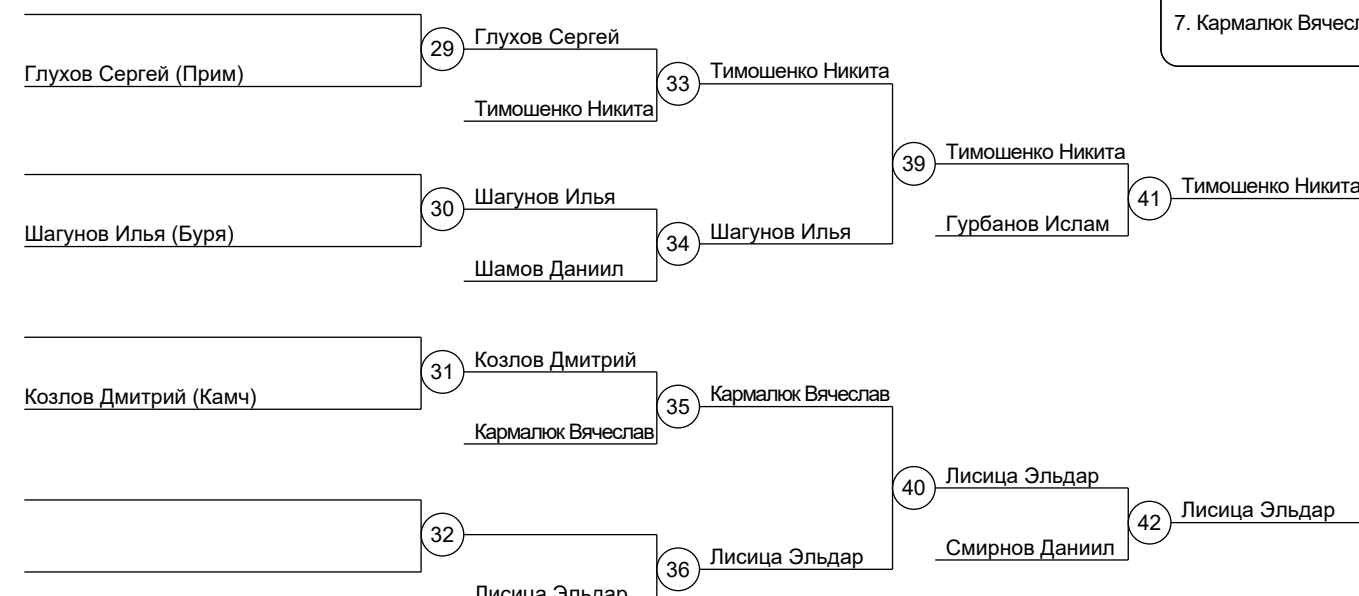 7. Кармалюк Вячесл
29
Глухов Сергей
Глухов Сергей (Прим)
33
Тимошенко Никита
Тимошенко Никита
39
Тимошенко Никита
30
Шагунов Илья
41
Тимошенко Никита
Шагунов Илья (Буря)
34
Шагунов Илья
Гурбанов Ислам
Шамов Даниил
31
Козлов Дмитрий
Козлов Дмитрий (Камч)
35
Кармалюк Вячеслав
Кармалюк Вячеслав
40
Лисица Эльдар
32
42
Лисица Эльдар
36
Лисица Эльдар
Смирнов Даниил
Лисица Эльдар